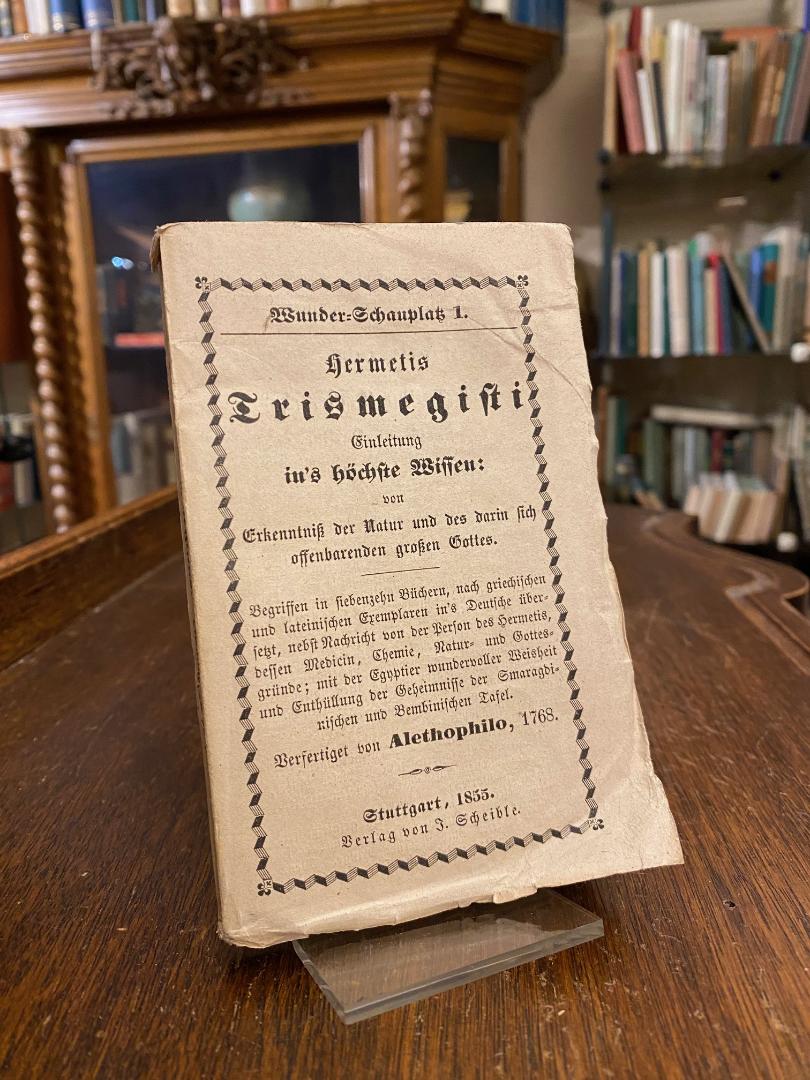 Wunder-Schauplatz 1.
Hermetis
Trismegisti
Einleitung
in's höchste Wissen:
von
Erkenntniß der Natur und des darin sich
offenbarenden großen Gottes.
Begriffen in siebenzehn Büchern, nach griechischen
und lateinischen Exemplaren in's Deutsche über-
setzt, nebst Nachricht von der Person des Hermetis,
dessen Medicin, Chemie, Natur- und Gottes-
gründe; mit der Egyptier wundervoller Weisheit
und Enthüllung der Geheimnisse der Smaragdi-
nischen und Bembinischen Tafel.
Verfertiget von Alethophilo, 1768.
Stuttgart, 1855.
Verlag von J. Scheible.